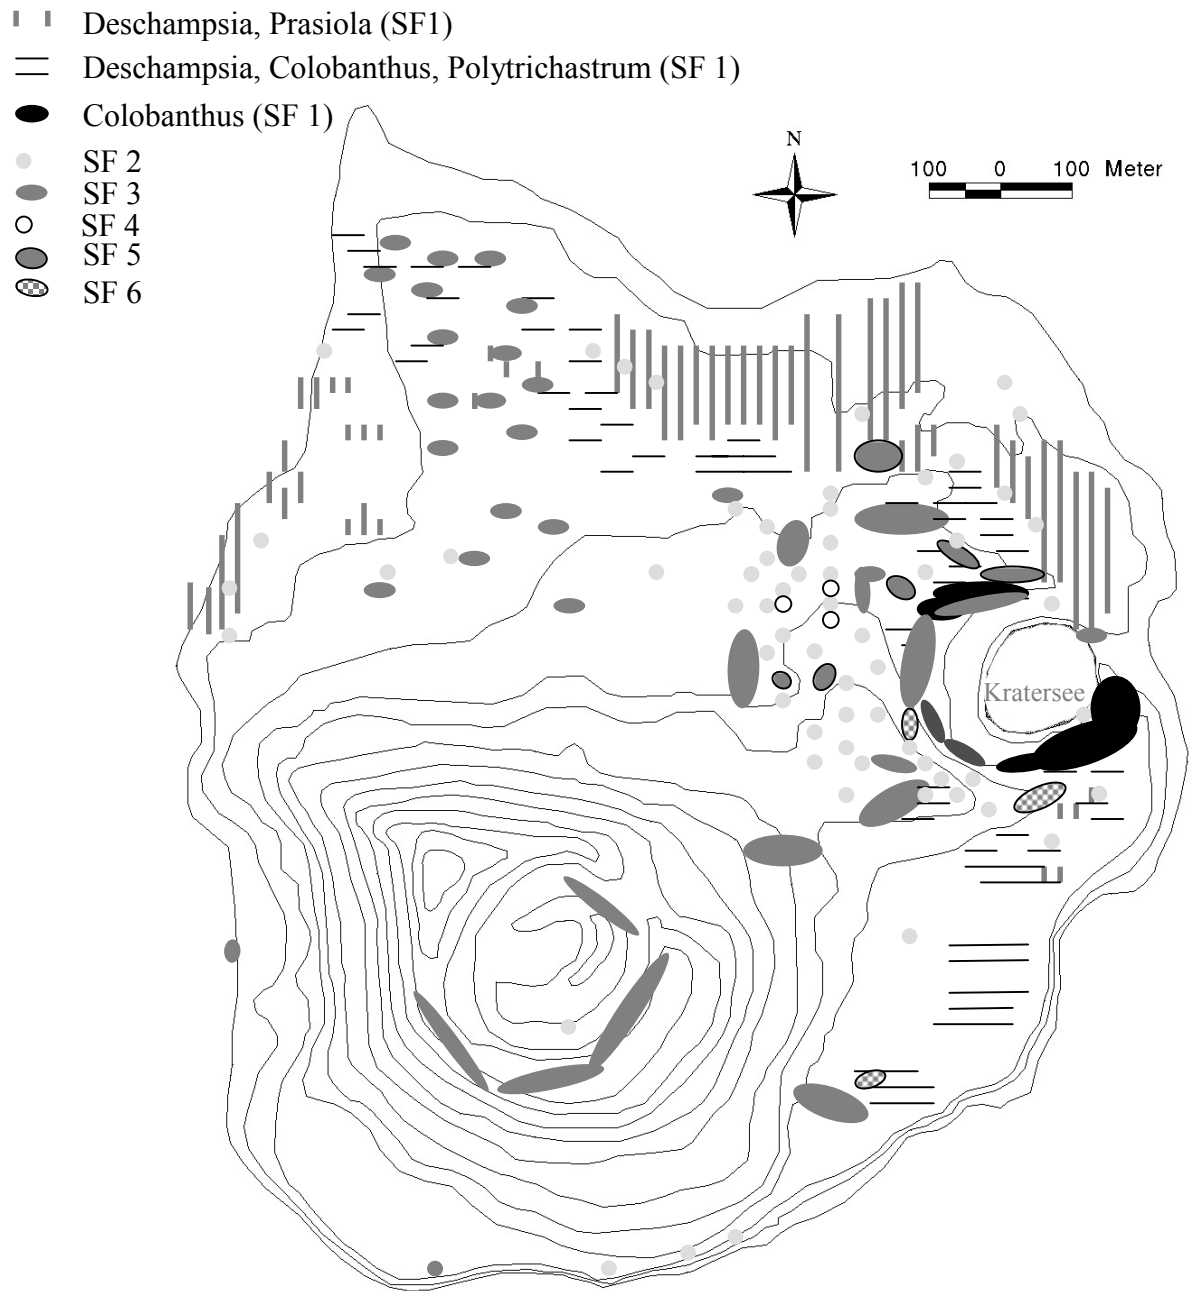 Deschampsia, Prasiola (SF1)
Deschampsia, Colobanthus, Polytrichastrum (SF 1)
Colobanthus (SF 1)
SF 2
SF 3
SF 4
SF 5
SF 6
N
100 0 100 Meter
Kratersee